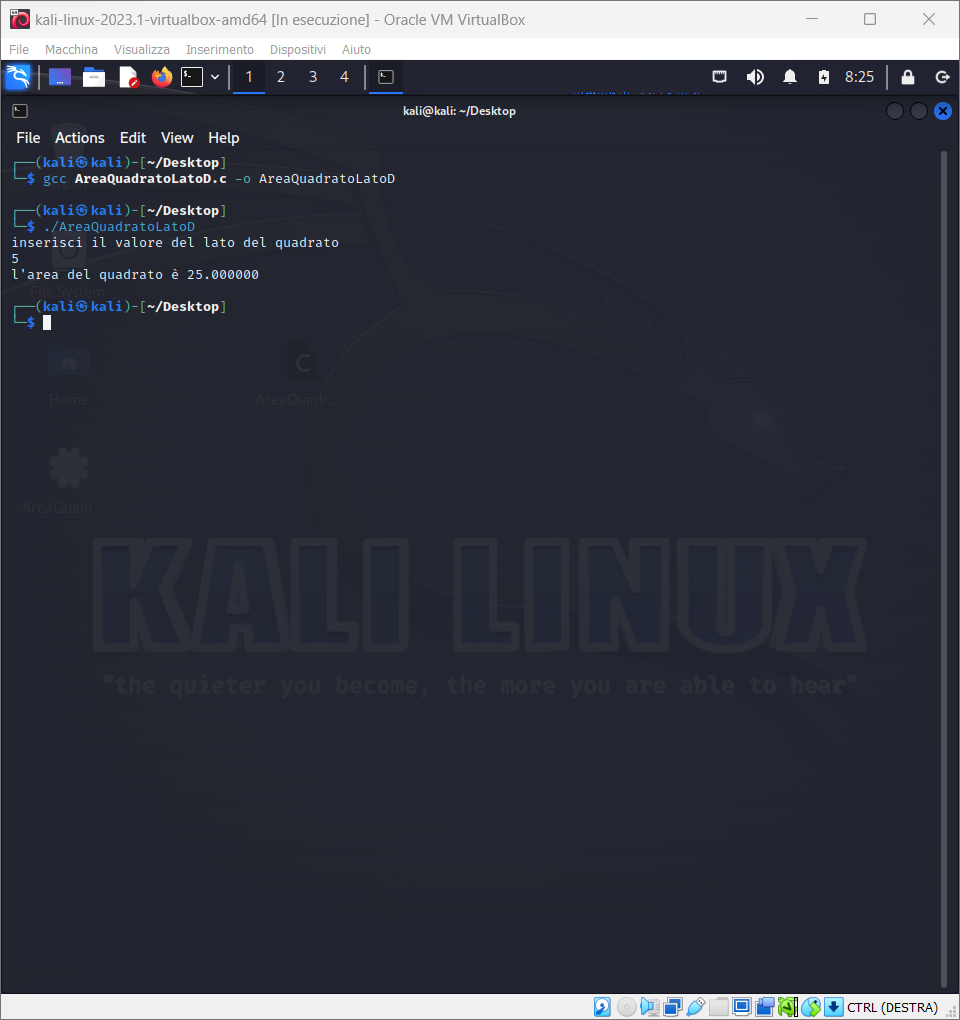 kali-linux-2023.1-virtualbox-amd64 [In esecuzione] - Oracle VM VirtualBox
File Macchina Visualizza Inserimento Dispositivi Aiuto
1 2 3 4 8:25
kali@kali: ~/Desktop
File Actions Edit View Help
┌──(kali㉿kali)-[~/Desktop]
└─$ gcc AreaQuadratoLatoD.c -o AreaQuadratoLatoD
┌──(kali㉿kali)-[~/Desktop]
└─$ ./AreaQuadratoLatoD
inserisci il valore del lato del quadrato
5
l'area del quadrato è 25.000000
File System
┌──(kali㉿kali)-[~/Desktop]
└─$
C
Home AreaQuadr...
AreaQuadr...
KALI LINUX
"the quieter you become, the more you are able to hear"
CTRL (DESTRA)